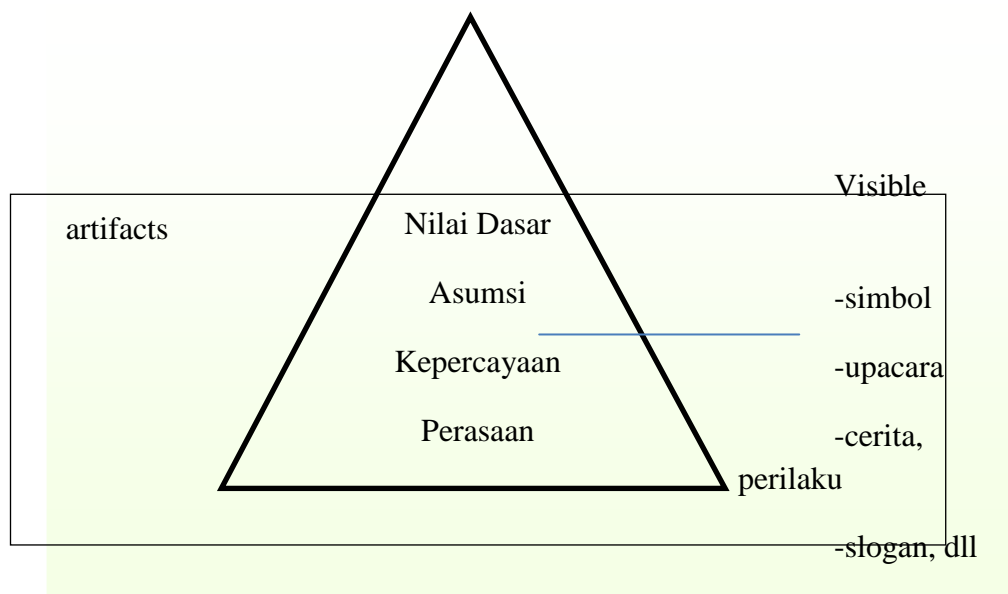 Visible
artifacts
Nilai Dasar
Asumsi
-simbol
Kepercayaan
-upacara
Perasaan
-cerita,
perilaku
-slogan, dll